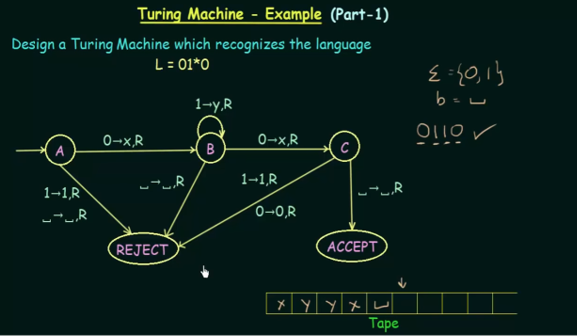 Turing Machine - Example (Part-1)
Design a Turing Machine which recognizes the language
L = 01*0
Σ = {0,1}
b = ␣
0110 ✓
1→y,R
0→x,R
0→x,R
A
B
C
1→1,R
␣→␣,R
␣→␣,R
1→1,R
0→0,R
␣→␣,R
REJECT
ACCEPT
x y y x ␣
Tape